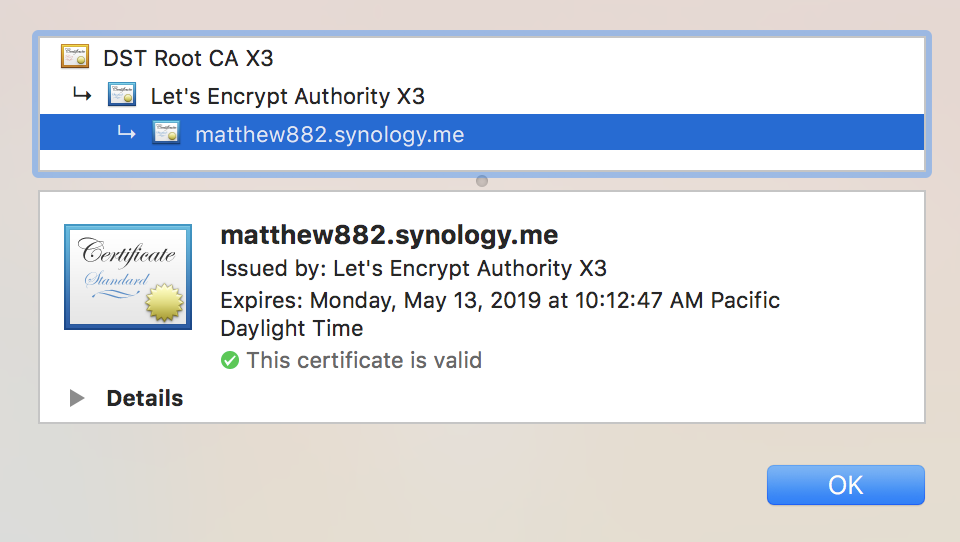 DST Root CA X3
Let's Encrypt Authority X3
matthew882.synology.me
Certificate
Standard
matthew882.synology.me
Issued by: Let's Encrypt Authority X3
Expires: Monday, May 13, 2019 at 10:12:47 AM Pacific
Daylight Time
This certificate is valid
Details
OK